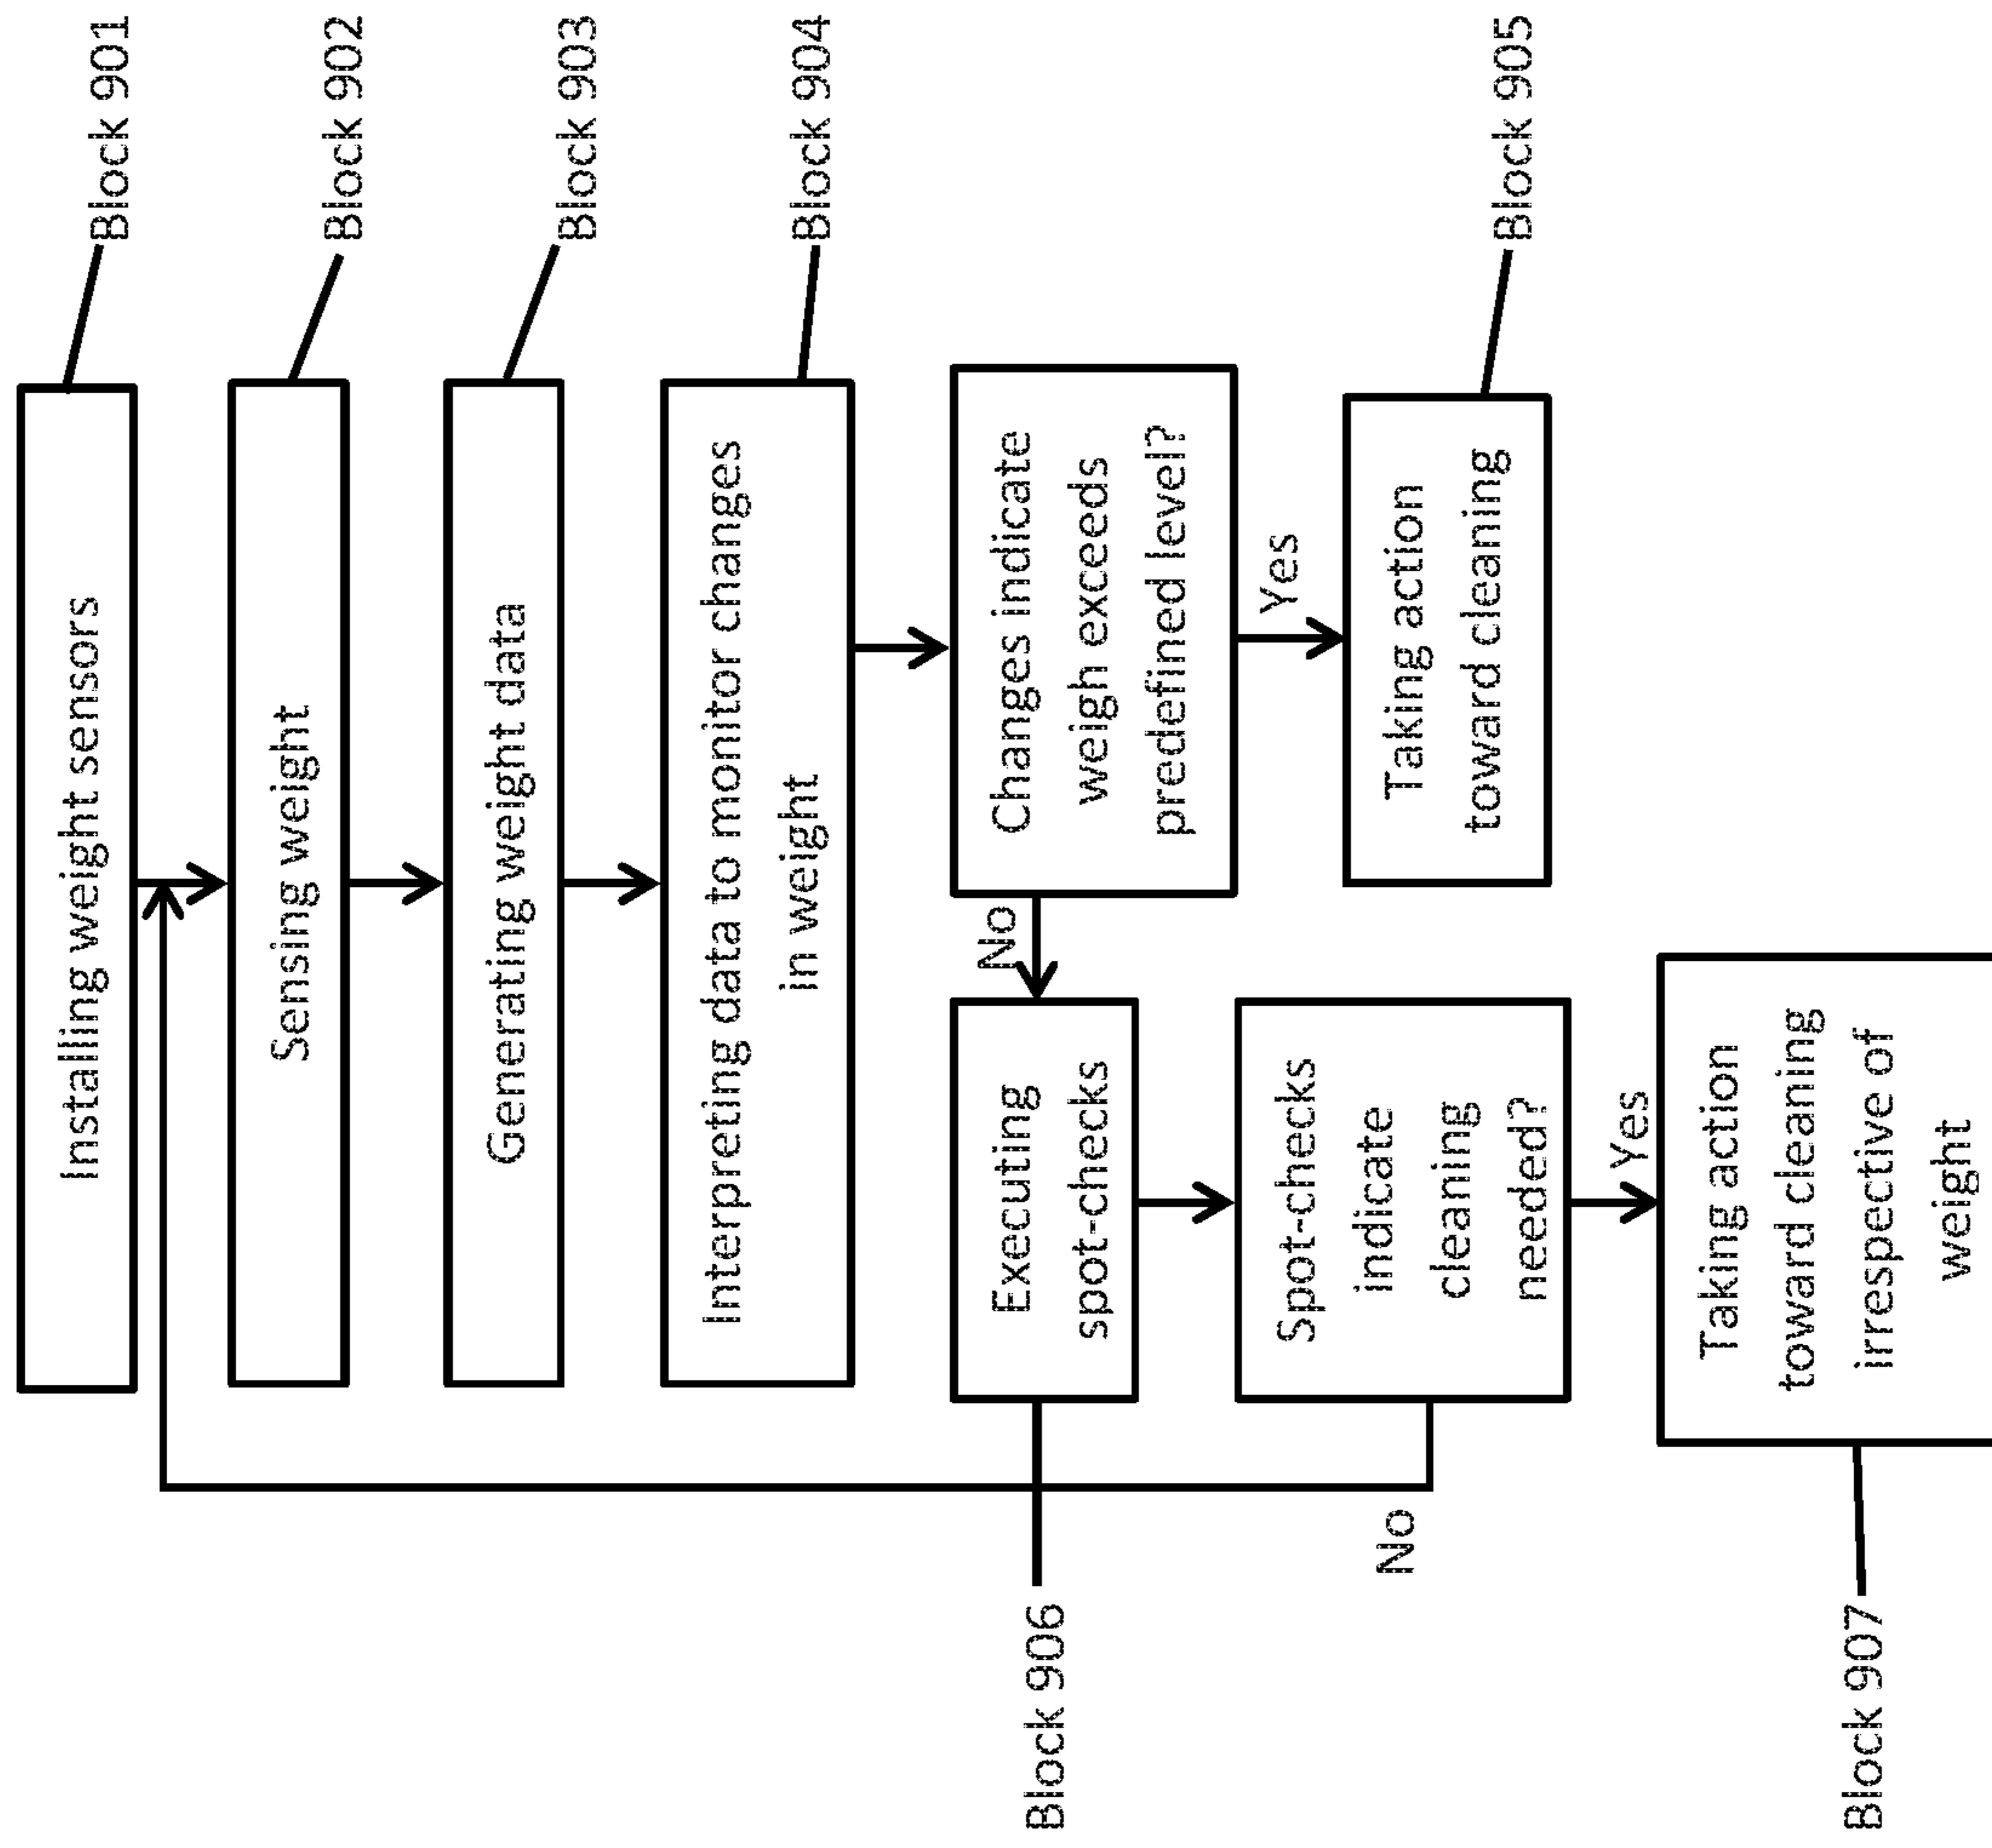 Installing weight sensors
Block 901
Sensing weight
Block 902
Generating weight data
Block 903
Interpreting data to monitor changes
in weight
Block 904
Changes indicate
weigh exceeds
predefined level?
No
Yes
Taking action
toward cleaning
Block 905
Executing
spot-checks
Block 906
Spot-checks
indicate
cleaning
needed?
No
Yes
Taking action
toward cleaning
irrespective of
weight
Block 907